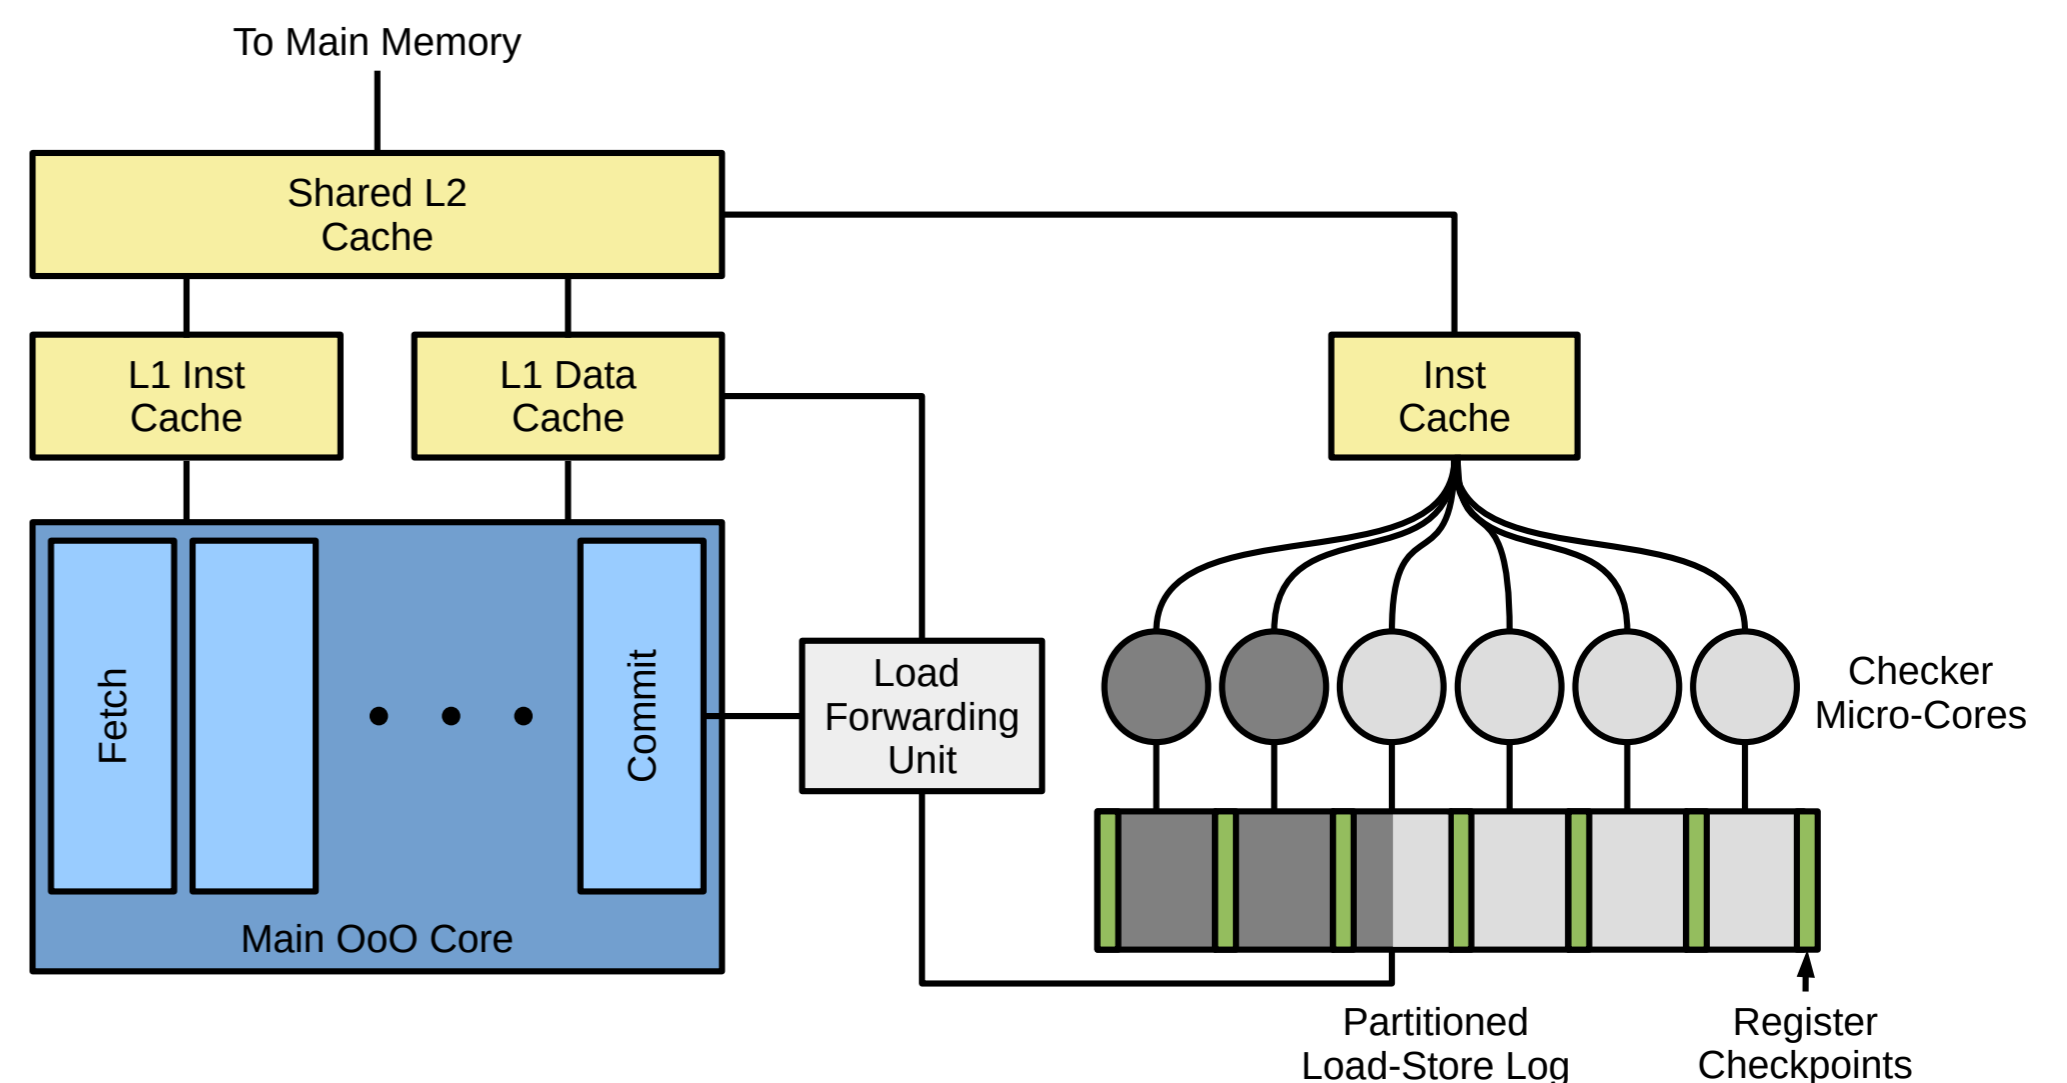 To Main Memory
Shared L2
Cache
L1 Inst
Cache
L1 Data
Cache
Inst
Cache
Fetch
Commit
Main OoO Core
Load
Forwarding
Unit
Checker
Micro-Cores
Partitioned
Load-Store Log
Register
Checkpoints